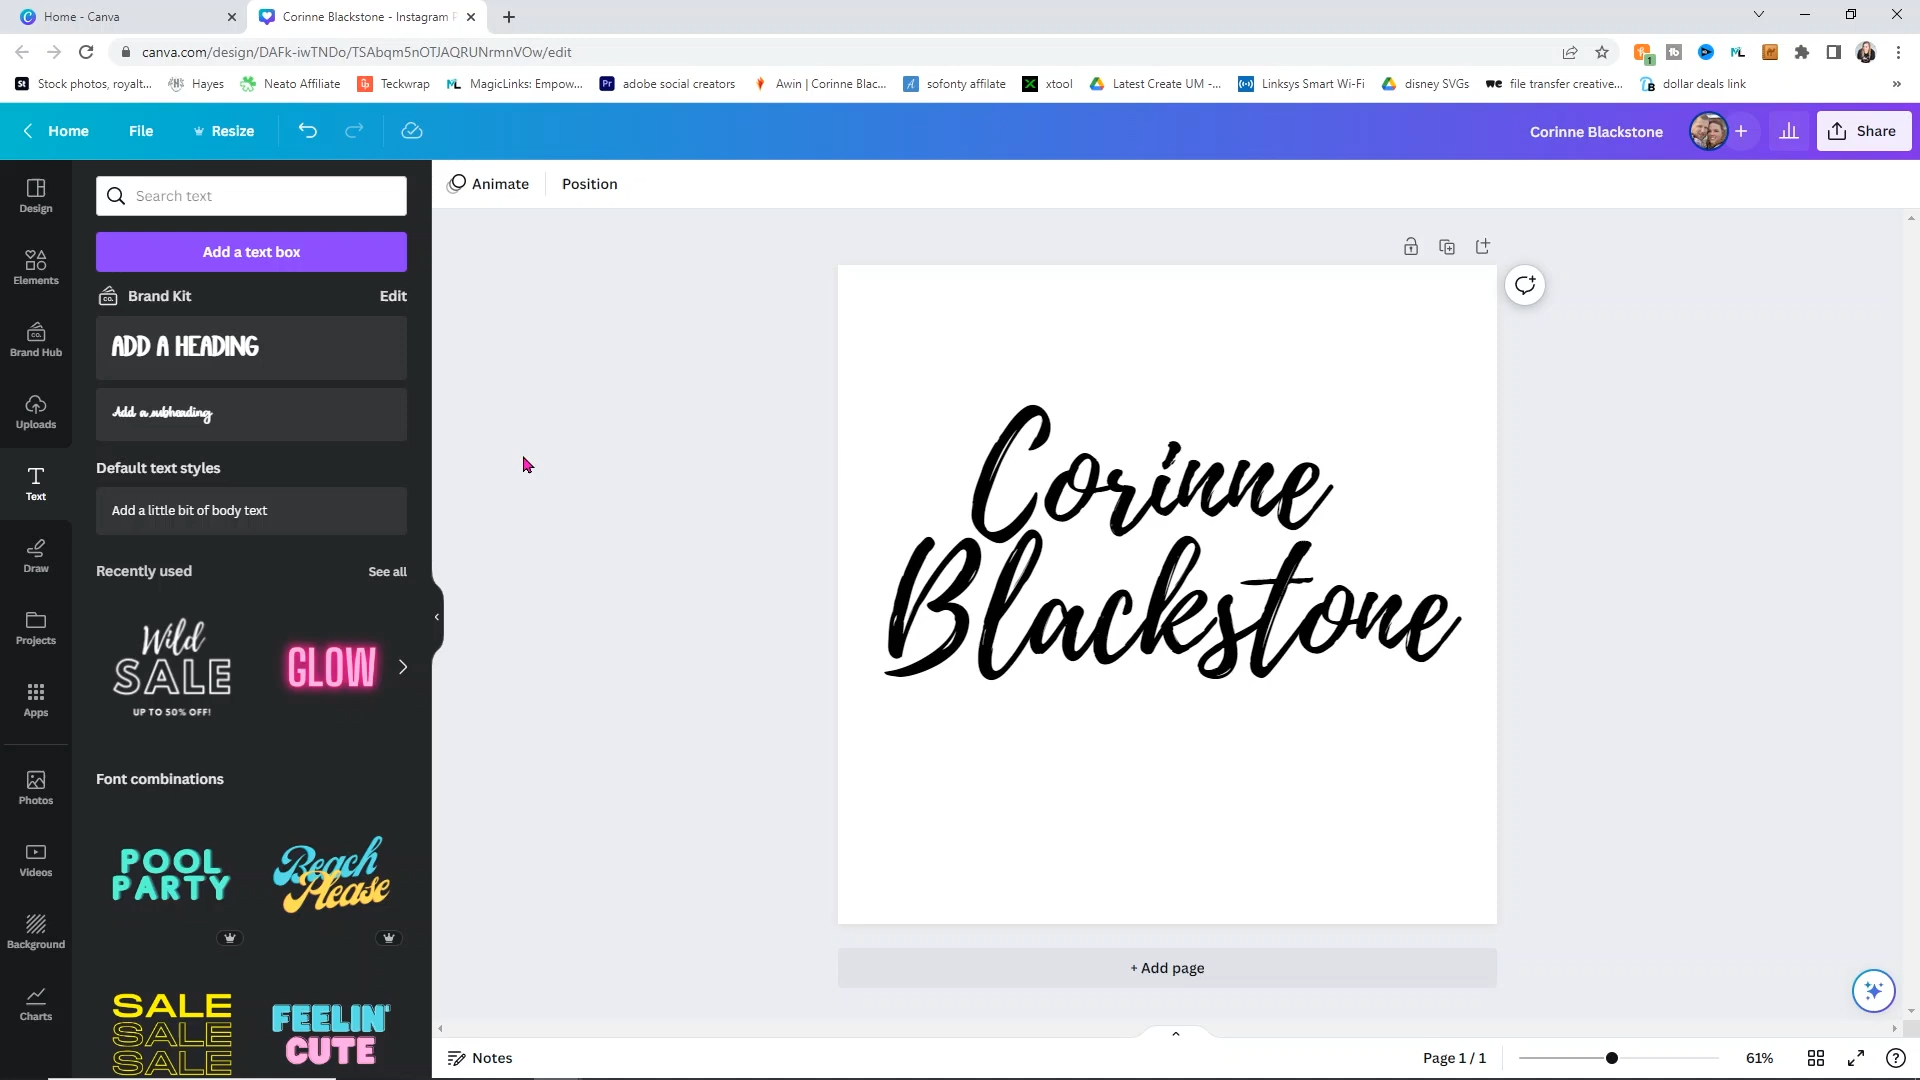 Home - Canva
Corinne Blackstone - Instagram P
canva.com/design/DAFk-iwTNDo/TSAbqm5nOTJAQRUNrmnVOw/edit
1
Stock photos, royalt...
Hayes
Neato Affiliate
Teckwrap
MagicLinks: Empow...
adobe social creators
Awin | Corinne Blac...
sofonty affilate
xtool
Latest Create UM -...
Linksys Smart Wi-Fi
disney SVGs
file transfer creative...
dollar deals link
Home
File
Resize
Corinne Blackstone
Share
Design
Elements
Brand Hub
Uploads
Text
Draw
Projects
Apps
Photos
Videos
Background
Charts
Search text
Add a text box
Brand Kit
Edit
ADD A HEADING
Add a subheading
Default text styles
Add a little bit of body text
Recently used
See all
Wild
SALE
UP TO 50% OFF!
GLOW
Font combinations
POOL
PARTY
Beach
Please
SALE
SALE
SALE
FEELIN'
CUTE
Animate
Position
Corinne
Blackstone
+ Add page
Notes
Page 1 / 1
61%